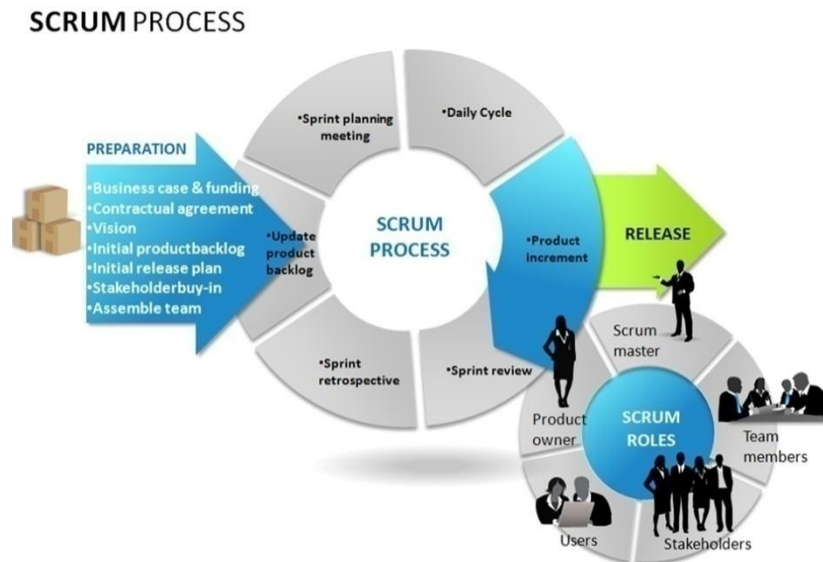 SCRUM PROCESS
PREPARATION
•Business case & funding
•Contractual agreement
•Vision
•Initial productbacklog
•Initial release plan
•Stakeholderbuy-in
•Assemble team
•Sprint planning
meeting
•Daily Cycle
•Update
product
backlog
SCRUM
PROCESS
•Product
increment
RELEASE
•Sprint
retrospective
•Sprint review
Scrum
master
Product
owner
SCRUM
ROLES
Team
members
Users
Stakeholders